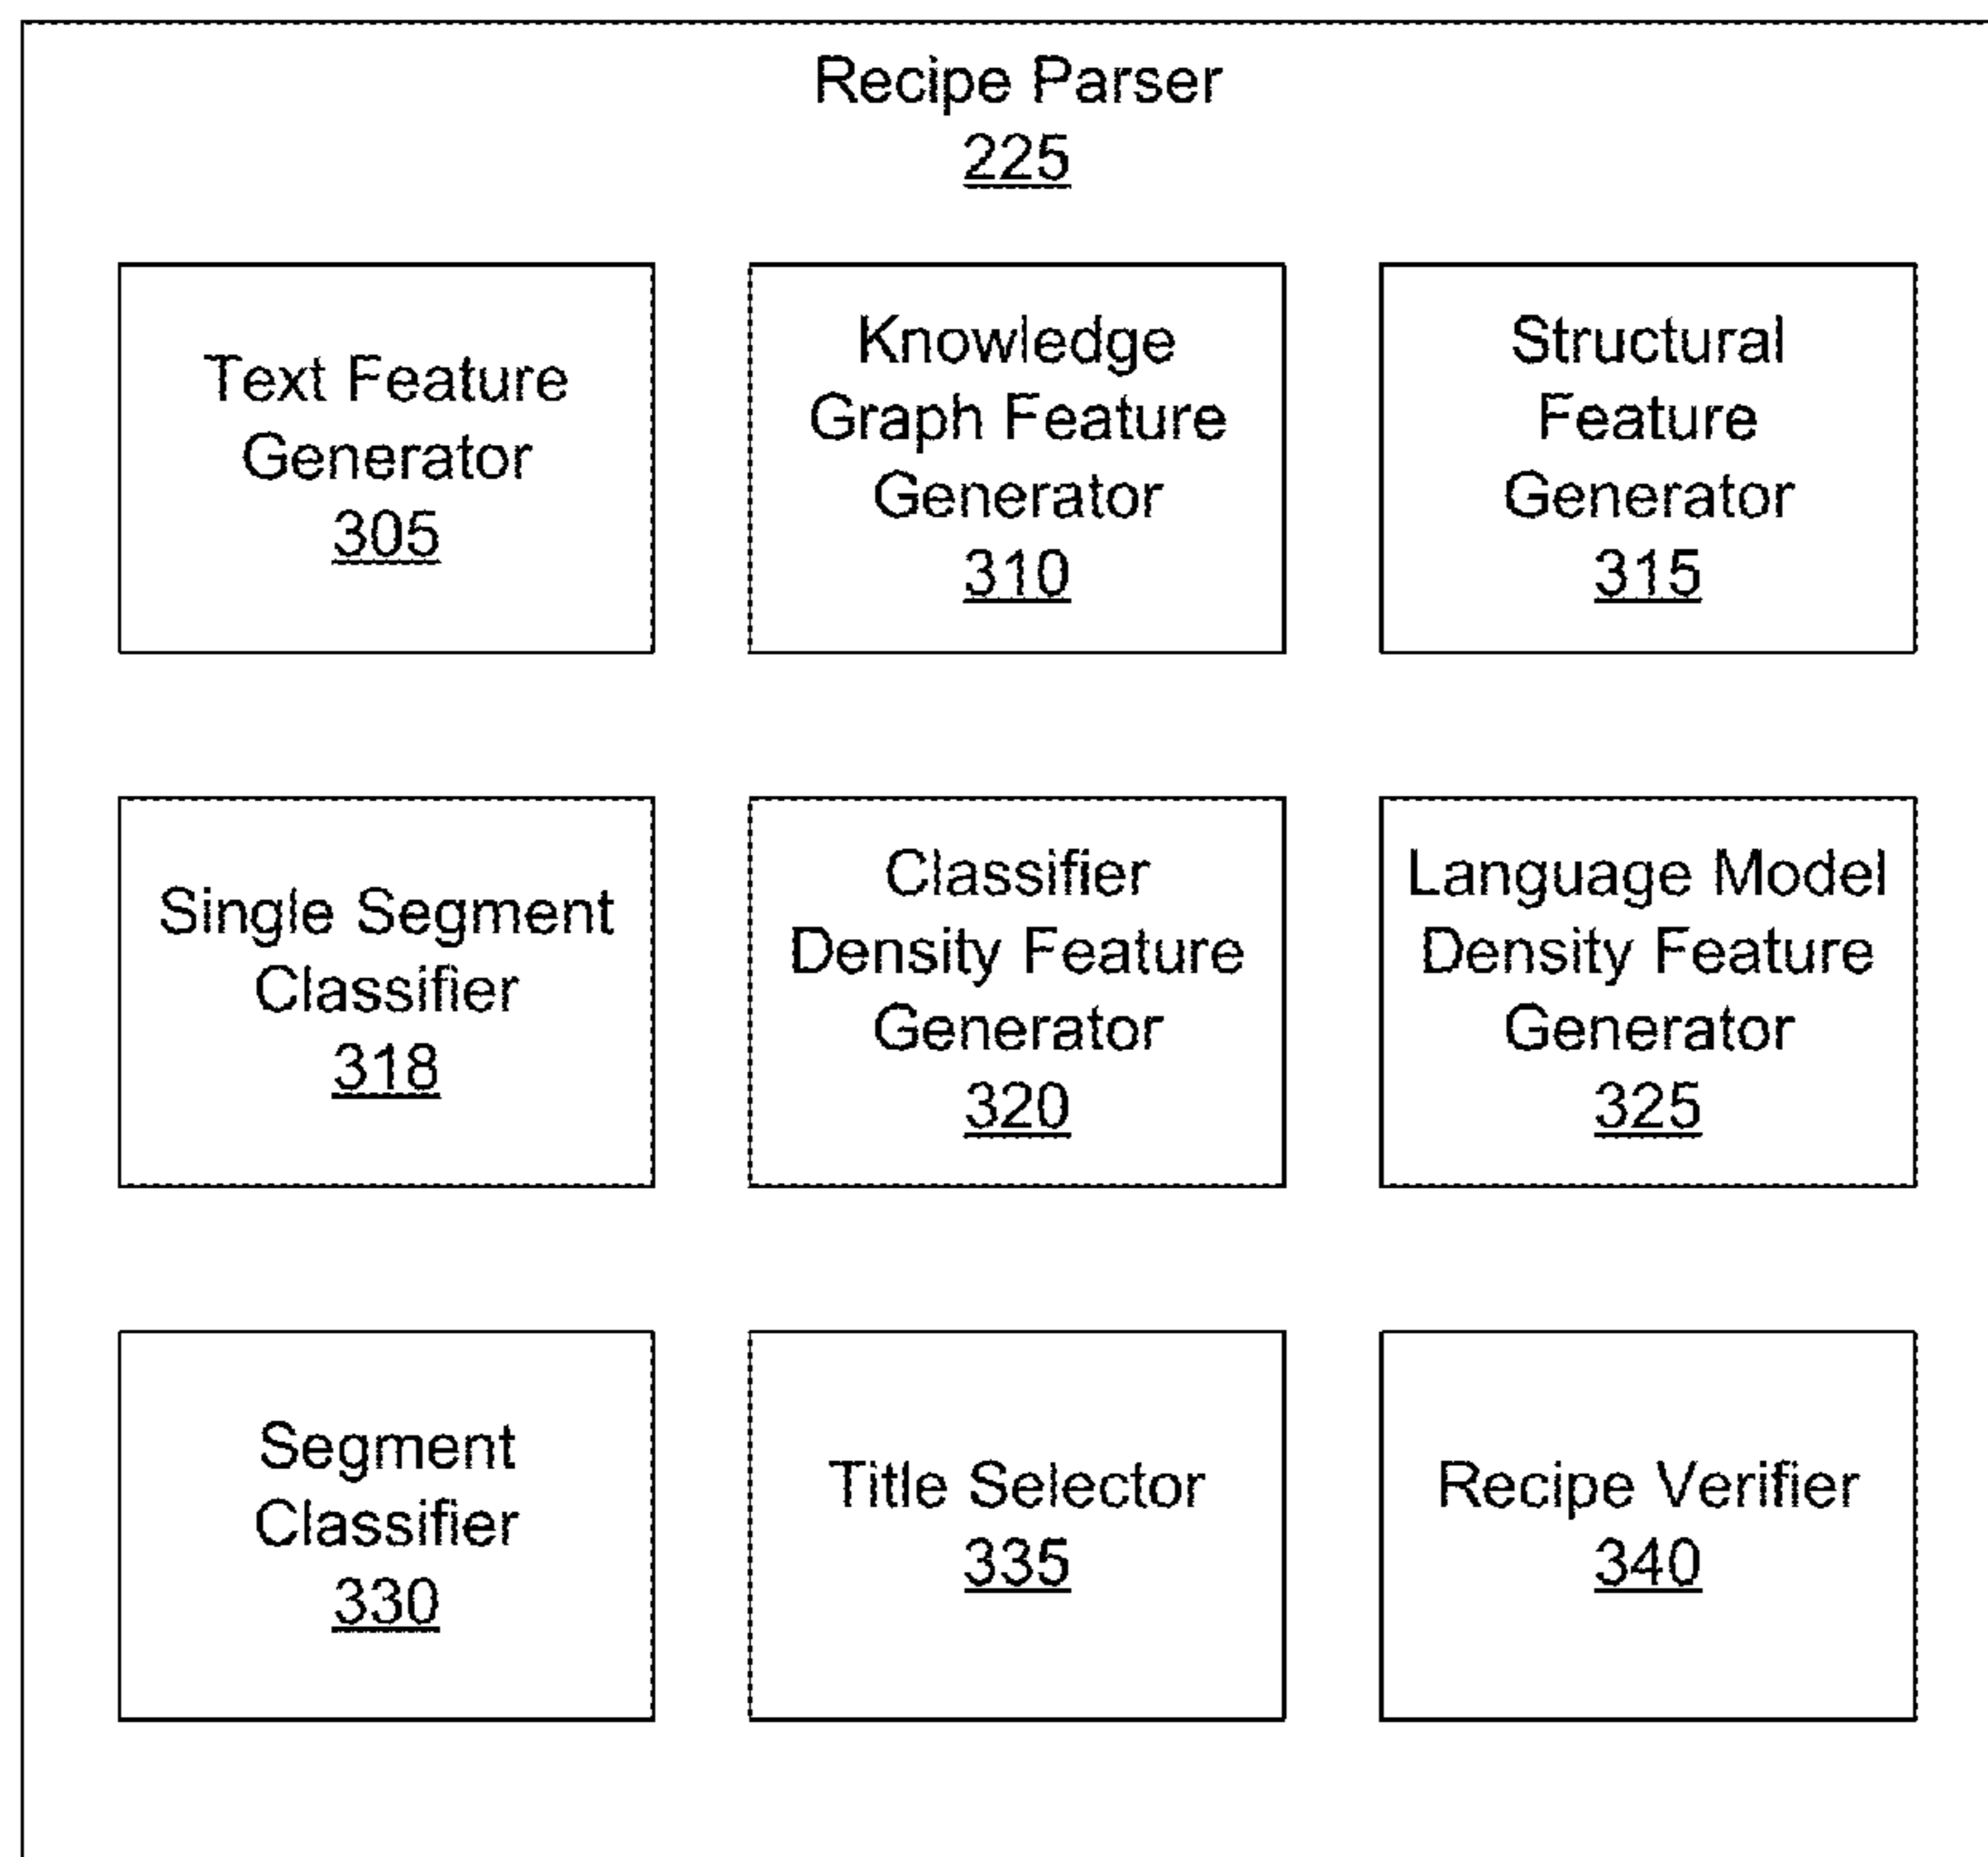 Recipe Parser
225
Text Feature
Generator
305
Knowledge
Graph Feature
Generator
310
Structural
Feature
Generator
315
Single Segment
Classifier
318
Classifier
Density Feature
Generator
320
Language Model
Density Feature
Generator
325
Segment
Classifier
330
Title Selector
335
Recipe Verifier
340